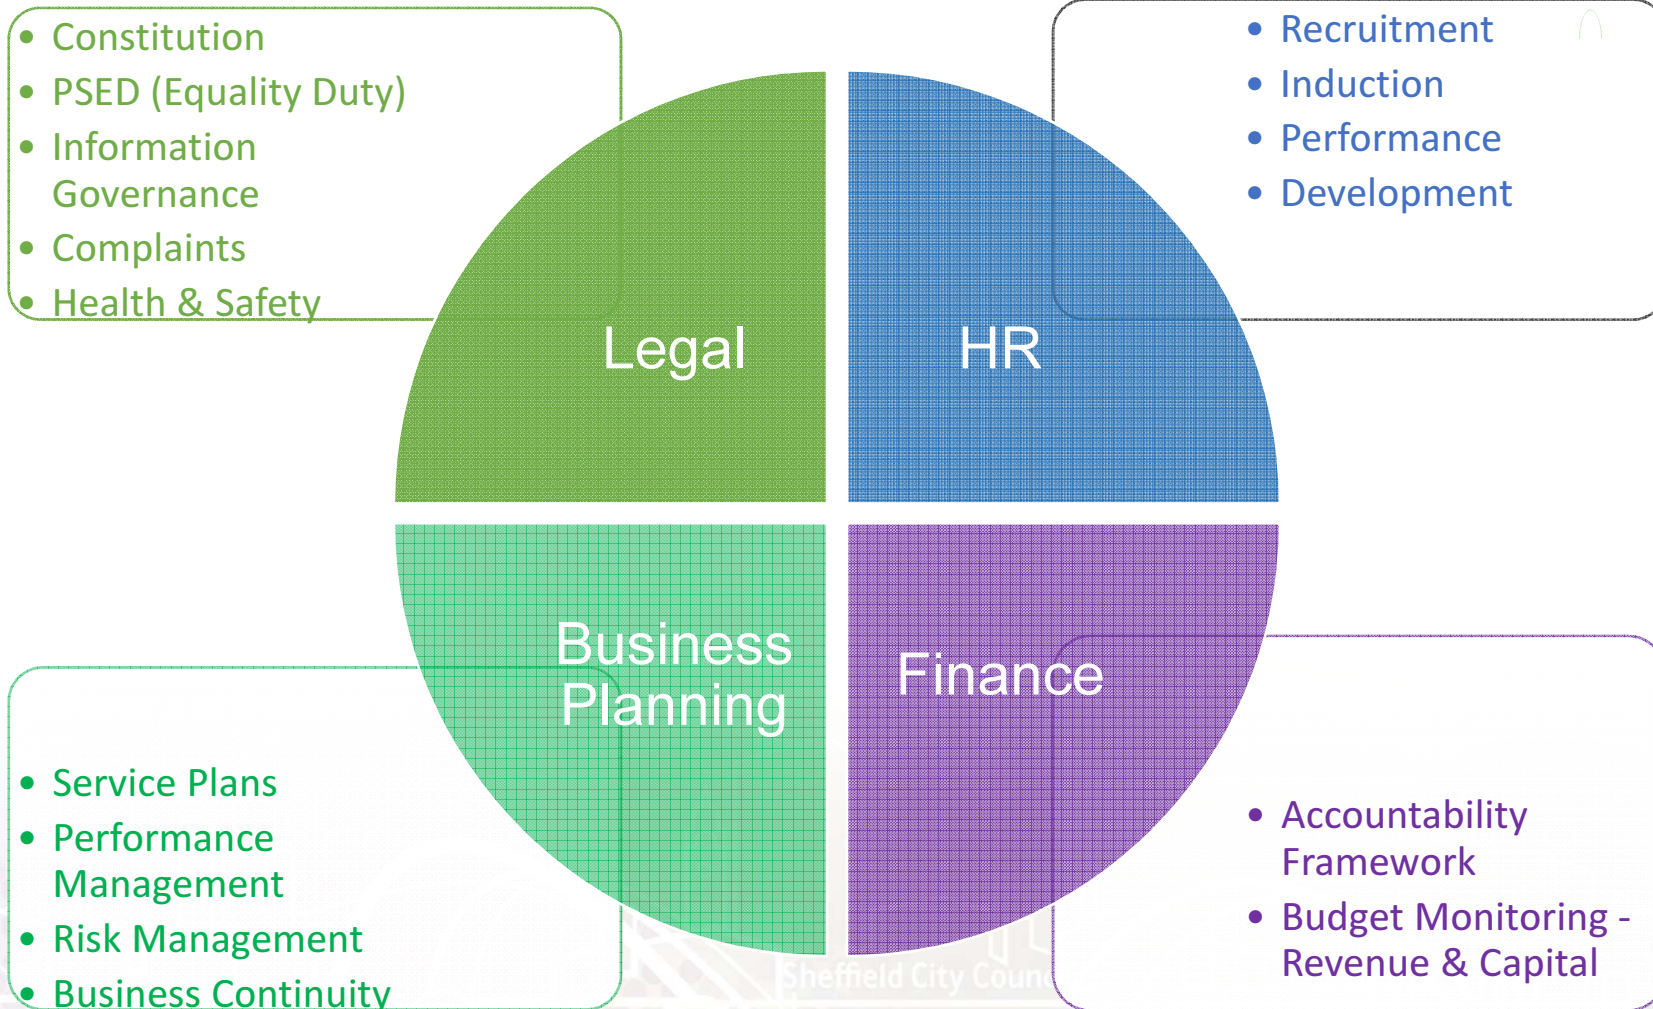 • Constitution
• PSED (Equality Duty)
• Information
Governance
• Complaints
• Health & Safety
• Recruitment
• Induction
• Performance
• Development
Legal
HR
Business
Planning
Finance
• Service Plans
• Performance
Management
• Risk Management
• Business Continuity
• Accountability
Framework
• Budget Monitoring -
Revenue & Capital
Sheffield City Counc